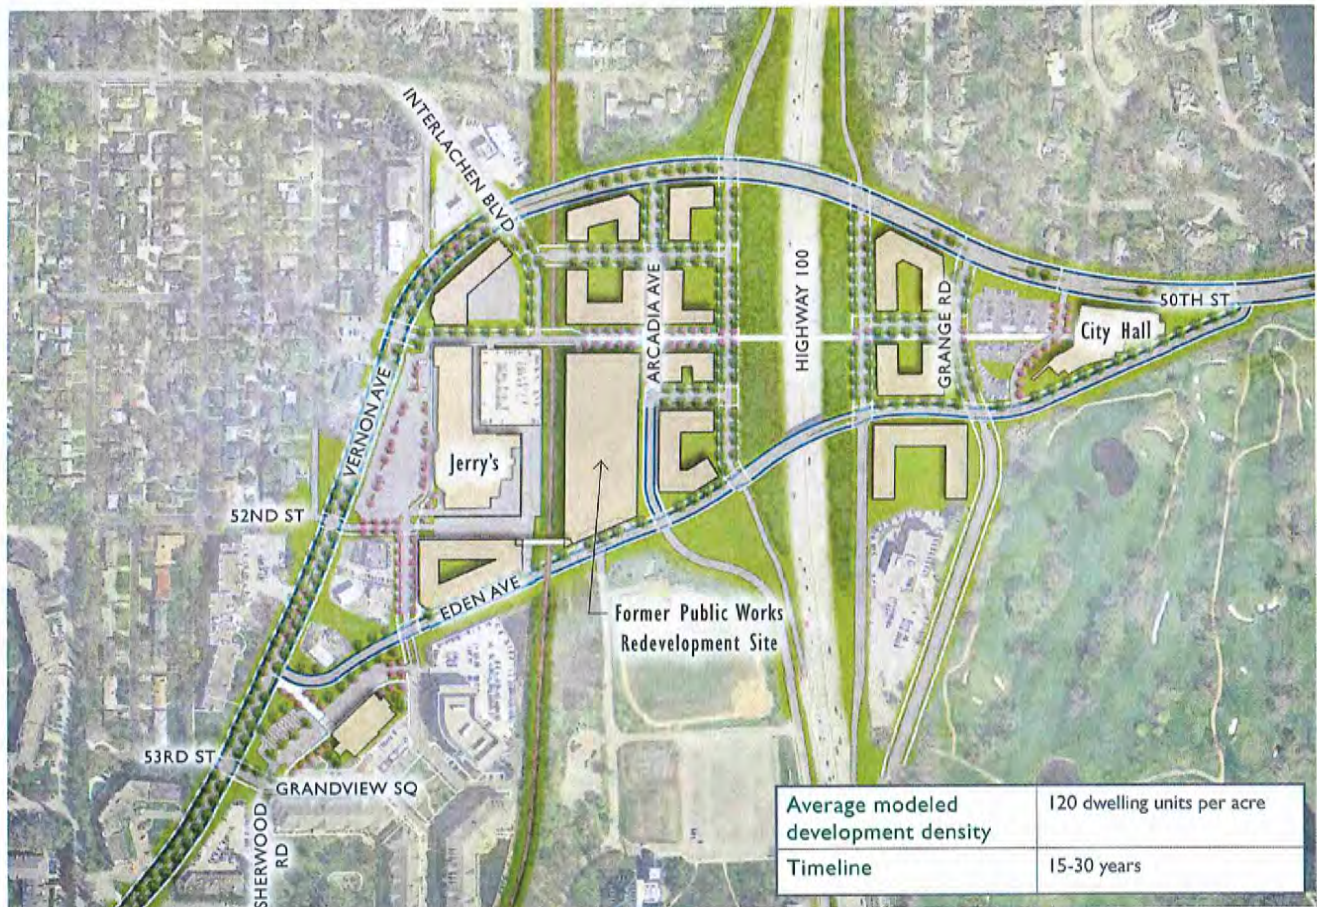 INTERLACHEN BLVD
ARCADIA AVE
HIGHWAY 100
GRANGE RD
50TH ST
City Hall
VERNON AVE
Jerry's
52ND ST
EDEN AVE
Former Public Works
Redevelopment Site
53RD ST
GRANDVIEW SQ
SHERWOOD
RD
Average modeled
development density
120 dwelling units per acre
Timeline
15-30 years